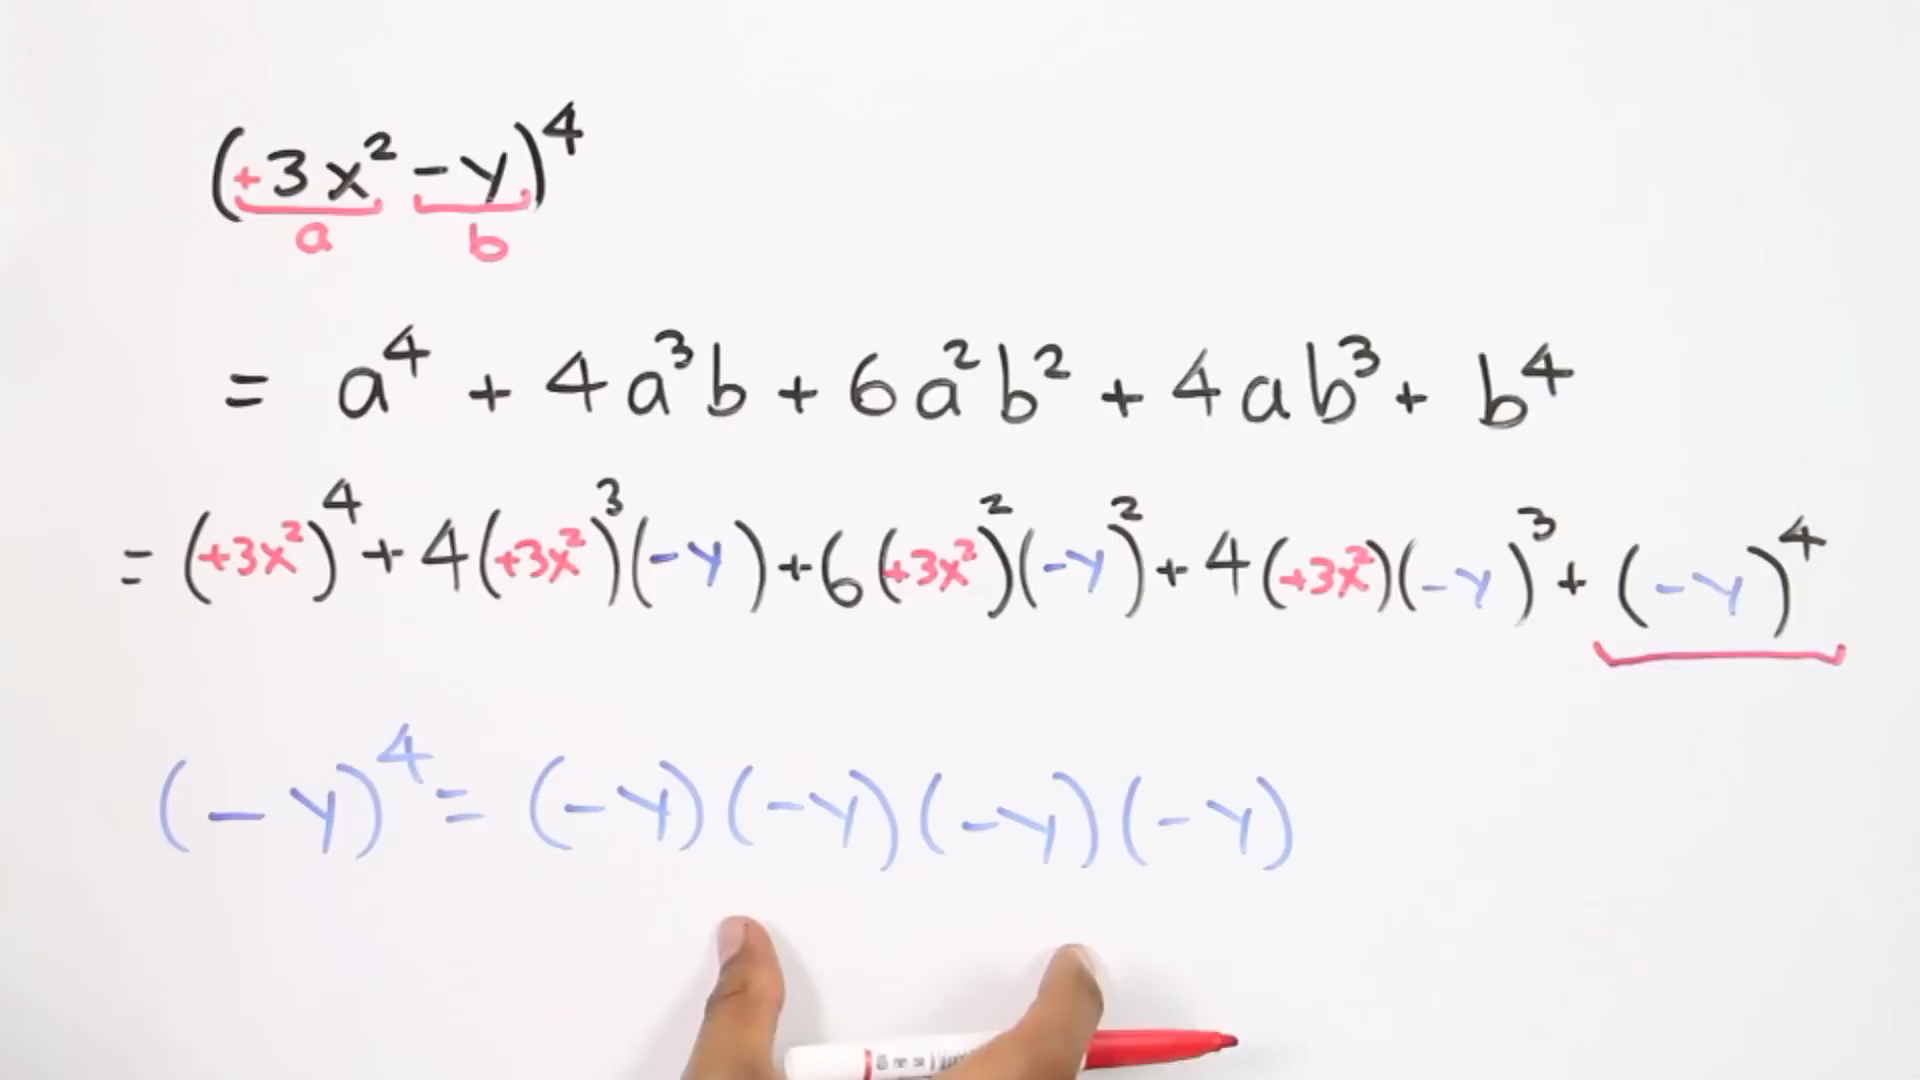 (+3x² - y)⁴
a b
= a⁴ + 4a³b + 6a²b² + 4ab³ + b⁴
= (+3x²)⁴ + 4(+3x²)³(-y) + 6(+3x²)²(-y)² + 4(+3x²)(-y)³ + (-y)⁴
(-y)⁴ = (-y)(-y)(-y)(-y)